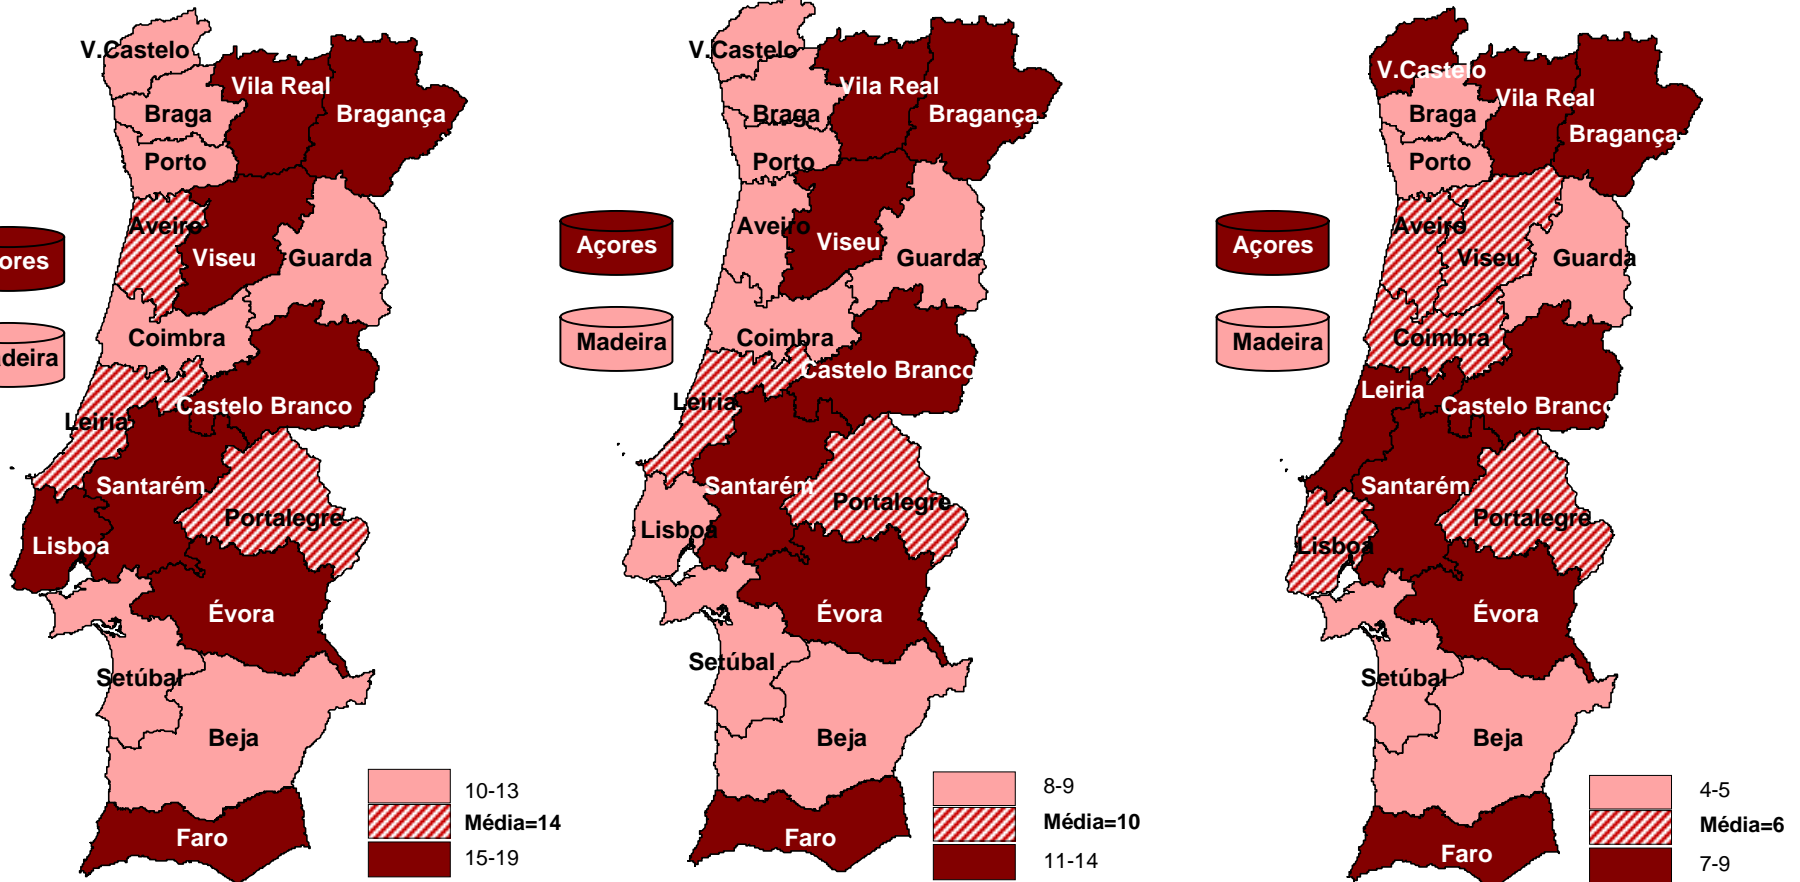 V.Castelo
Vila Real
Bragança
Braga
Porto
Aveiro
Viseu
Guarda
ores
Coimbra
deira
Castelo Branco
Leiria
Santarém
Portalegre
Lisboa
Évora
Setúbal
Beja
Faro
10-13
Média=14
15-19
V.Castelo
Vila Real
Bragança
Braga
Porto
Aveiro
Viseu
Guarda
Açores
Madeira
Coimbra
Castelo Branco
Leiria
Santarém
Portalegre
Lisboa
Évora
Setúbal
Beja
Faro
8-9
Média=10
11-14
V.Castelo
Vila Real
Bragança
Braga
Porto
Aveiro
Viseu
Guarda
Açores
Madeira
Coimbra
Leiria
Castelo Branco
Santarém
Portalegre
Lisboa
Évora
Setúbal
Beja
Faro
4-5
Média=6
7-9